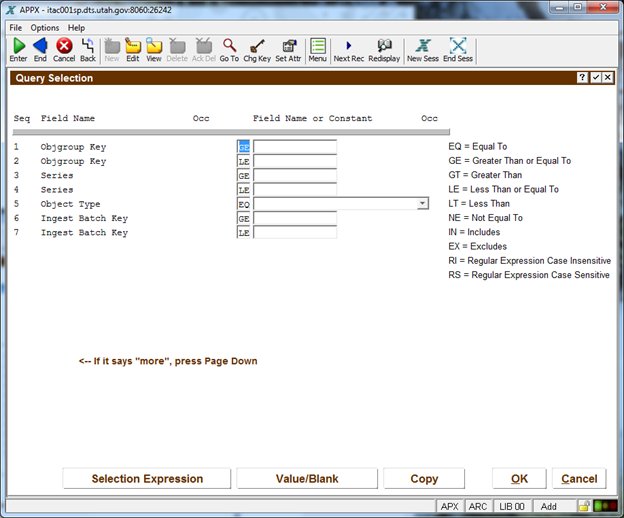 APPX - itac001sp.dts.utah.gov:8060:26242
File Options Help
Enter End Cancel Back New Edit View Delete Ack Del Go To Chg Key Set Attr Menu Next Rec Redisplay New Sess End Sess
Query Selection
Seq Field Name Occ Field Name or Constant Occ
1 Objgroup Key GE
2 Objgroup Key LE
3 Series GE
4 Series LE
5 Object Type EQ
6 Ingest Batch Key GE
7 Ingest Batch Key LE
EQ = Equal To
GE = Greater Than or Equal To
GT = Greater Than
LE = Less Than or Equal To
LT = Less Than
NE = Not Equal To
IN = Includes
EX = Excludes
RI = Regular Expression Case Insensitive
RS = Regular Expression Case Sensitive
<-- If it says "more", press Page Down
Selection Expression Value/Blank Copy OK Cancel
APX ARC LIB 00 Add